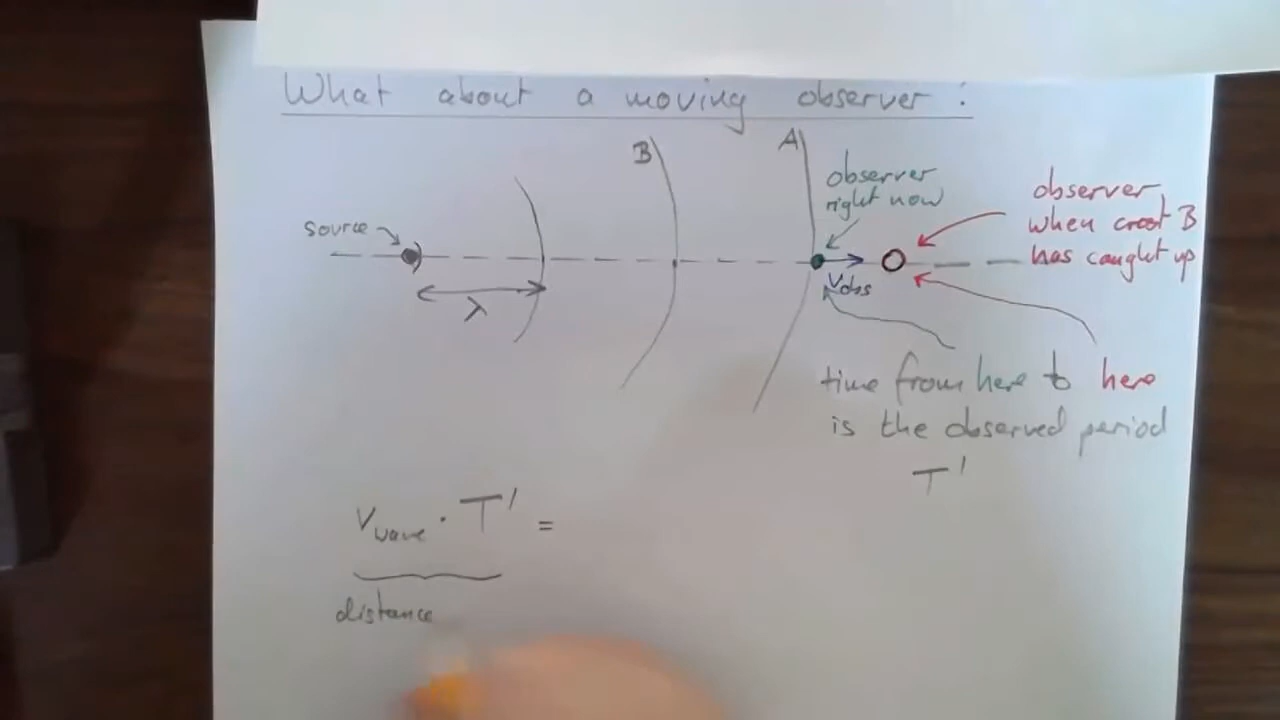 What about a moving observer :
B
A
observer
right now
source
observer
when crest B
has caught up
λ
vobs
time from here to here
is the observed period
T'
vwave · T' =
distance